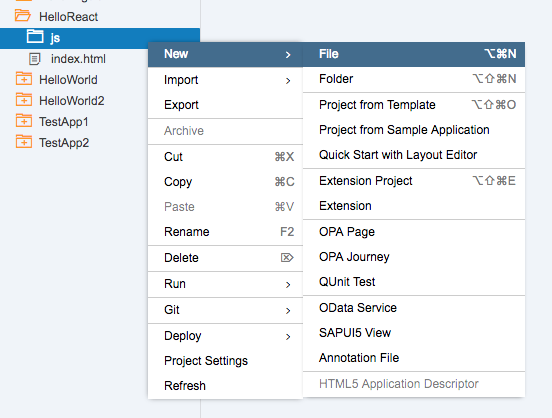 HelloReact
js
index.html
HelloWorld
HelloWorld2
TestApp1
TestApp2
New >
Import >
Export
Archive
Cut ⌘X
Copy ⌘C
Paste ⌘V
Rename F2
Delete ⌦
Run >
Git >
Deploy >
Project Settings
Refresh
File ⌥⌘N
Folder ⌥⇧⌘N
Project from Template ⌥⇧⌘O
Project from Sample Application
Quick Start with Layout Editor
Extension Project ⌥⇧⌘E
Extension
OPA Page
OPA Journey
QUnit Test
OData Service
SAPUI5 View
Annotation File
HTML5 Application Descriptor